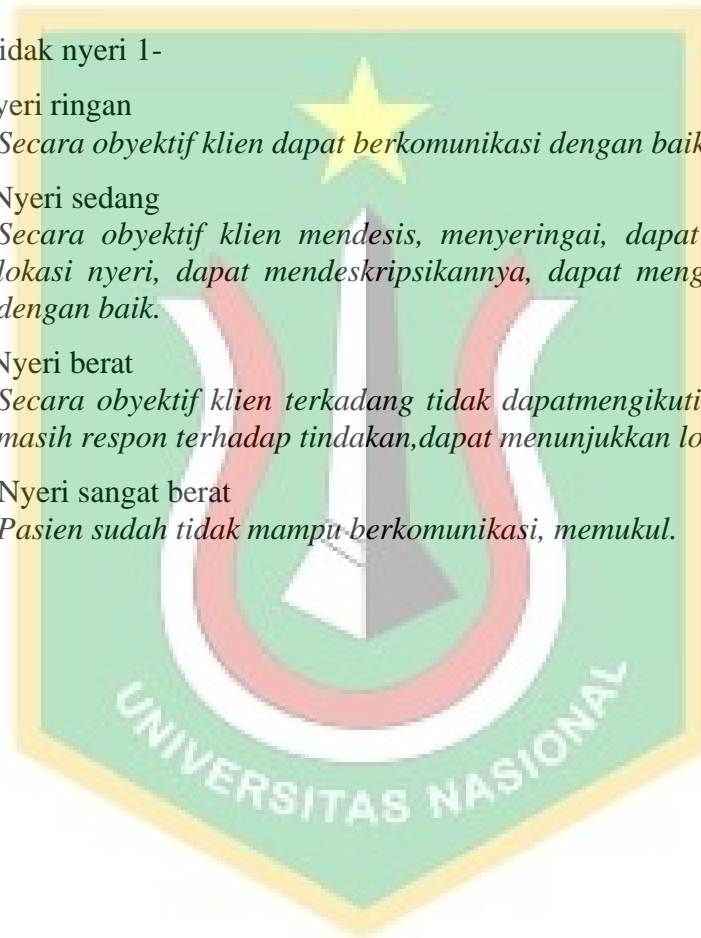 idak nyeri 1-
yeri ringan
Secara obyektif klien dapat berkomunikasi dengan baik
Nyeri sedang
Secara obyektif klien mendesis, menyeringai, dapat
lokasi nyeri, dapat mendeskripsikannya, dapat meng
dengan baik.
Nyeri berat
Secara obyektif klien terkadang tidak dapatmengikuti
masih respon terhadap tindakan,dapat menunjukkan lo
Nyeri sangat berat
Pasien sudah tidak mampu berkomunikasi, memukul.
UNIVERSITAS NASIONAL